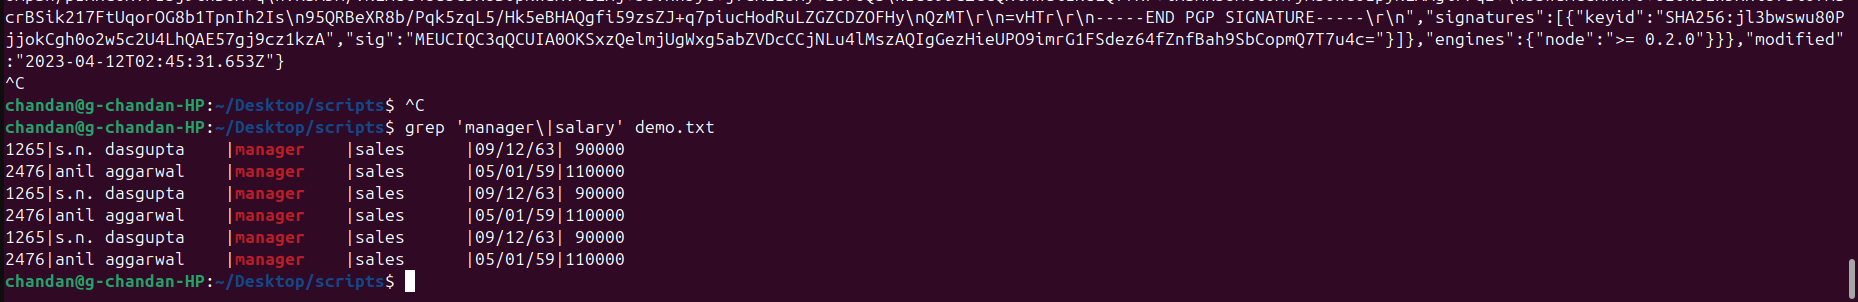 crBSik217FtUqorOG8b1TpnIh2Is\n95QRBeXR8b/Pqk5zqL5/Hk5eBHAQgfi59zsZJ+q7piucHodRuLZGZCDZOFHy\nQzMT\r\n=vHTr\r\n-----END PGP SIGNATURE-----\r\n","signatures":[{"keyid":"SHA256:jl3bwswu80P
jjokCgh0o2w5c2U4LhQAE57gj9cz1kzA","sig":"MEUCIQC3qQCUIA0OKSxzQelmjUgWxg5abZVDcCCjNLu4lMszAQIgGezHieUPO9imrG1FSdez64fZnfBah9SbCopmQ7T7u4c="}]},"engines":{"node":">= 0.2.0"}}},"modified"
:"2023-04-12T02:45:31.653Z"}
^C
chandan@g-chandan-HP:~/Desktop/scripts$ ^C
chandan@g-chandan-HP:~/Desktop/scripts$ grep 'manager\|salary' demo.txt
1265|s.n. dasgupta    |manager    |sales      |09/12/63| 90000
2476|anil aggarwal    |manager    |sales      |05/01/59|110000
1265|s.n. dasgupta    |manager    |sales      |09/12/63| 90000
2476|anil aggarwal    |manager    |sales      |05/01/59|110000
1265|s.n. dasgupta    |manager    |sales      |09/12/63| 90000
2476|anil aggarwal    |manager    |sales      |05/01/59|110000
chandan@g-chandan-HP:~/Desktop/scripts$